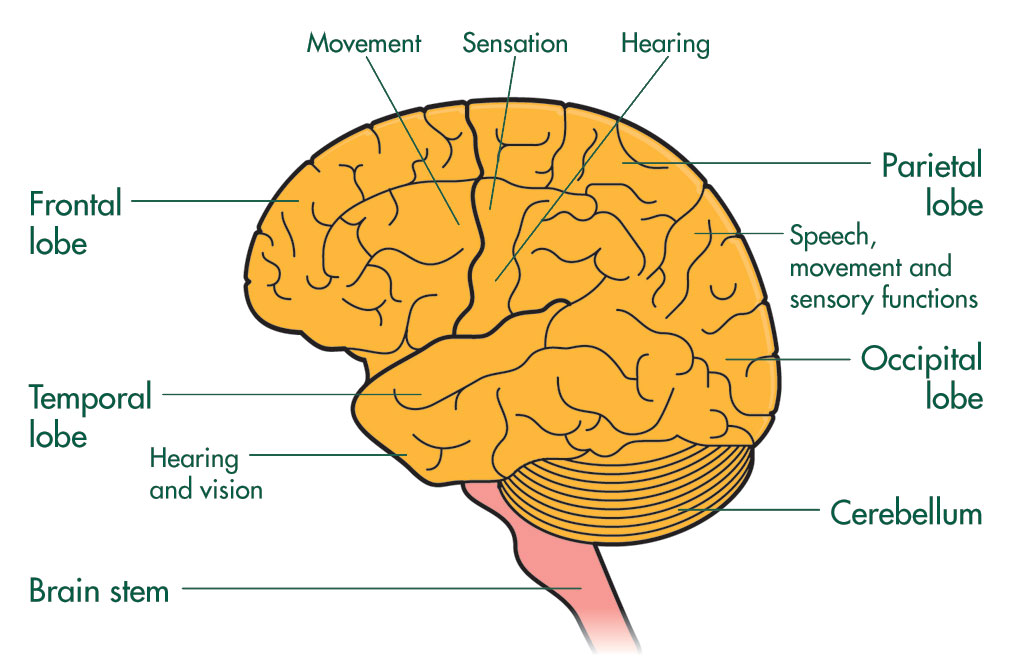 Movement
Sensation
Hearing
Parietal
lobe
Frontal
lobe
Speech,
movement and
sensory functions
Occipital
lobe
Temporal
lobe
Hearing
and vision
Cerebellum
Brain stem